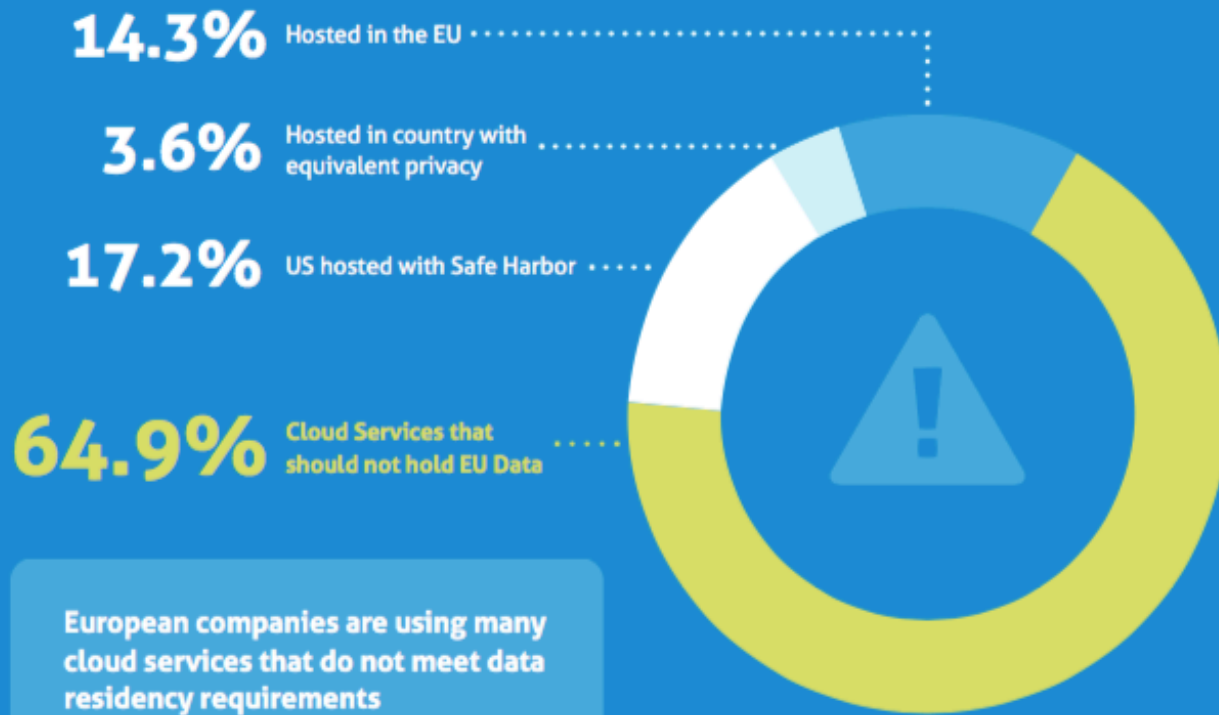 14.3% Hosted in the EU
3.6% Hosted in country with
equivalent privacy
17.2% US hosted with Safe Harbor
64.9% Cloud Services that
should not hold EU Data
!
European companies are using many
cloud services that do not meet data
residency requirements